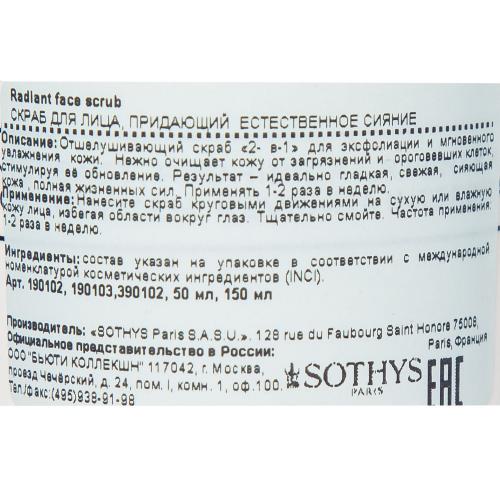 Radiant face scrub
СКРАБ ДЛЯ ЛИЦА, ПРИДАЮЩИЙ ЕСТЕСТВЕННОЕ СИЯНИЕ
Описание: Отшелушивающий скраб «2- в-1» для эксфолиации и мгновенного
увлажнения кожи. Нежно очищает кожу от загрязнений и ороговевших клеток,
стимулируя её обновление. Результат – идеально гладкая, свежая, сияющая
кожа , полная жизненных сил. Применять 1-2 раза в неделю.
Применение: Нанесите скраб круговыми движениями на сухую или влажную
кожу лица, избегая области вокруг глаз. Тщательно смойте. Частота применения:
1-2 раза в неделю.
Ингредиенты: состав указан на упаковке в соответствии с международной
номенклатурой косметических ингредиентов (INCI).
Арт. 190102, 190103,390102, 50 мл, 150 мл
Производитель: «SOTHYS Paris S.A.S.U.». 128 rue du Faubourg Saint Honore 75008,
Paris, Франция
Официальное представительство в России:
ООО "БЬЮТИ КОЛЛЕКШН" 117042, г. Москва,
проезд Чечёрский, д. 24, пом. I, комн. 1, оф.100.
Тел./факс:(495)938-91-98
SOTHYS
PARIS
EAC